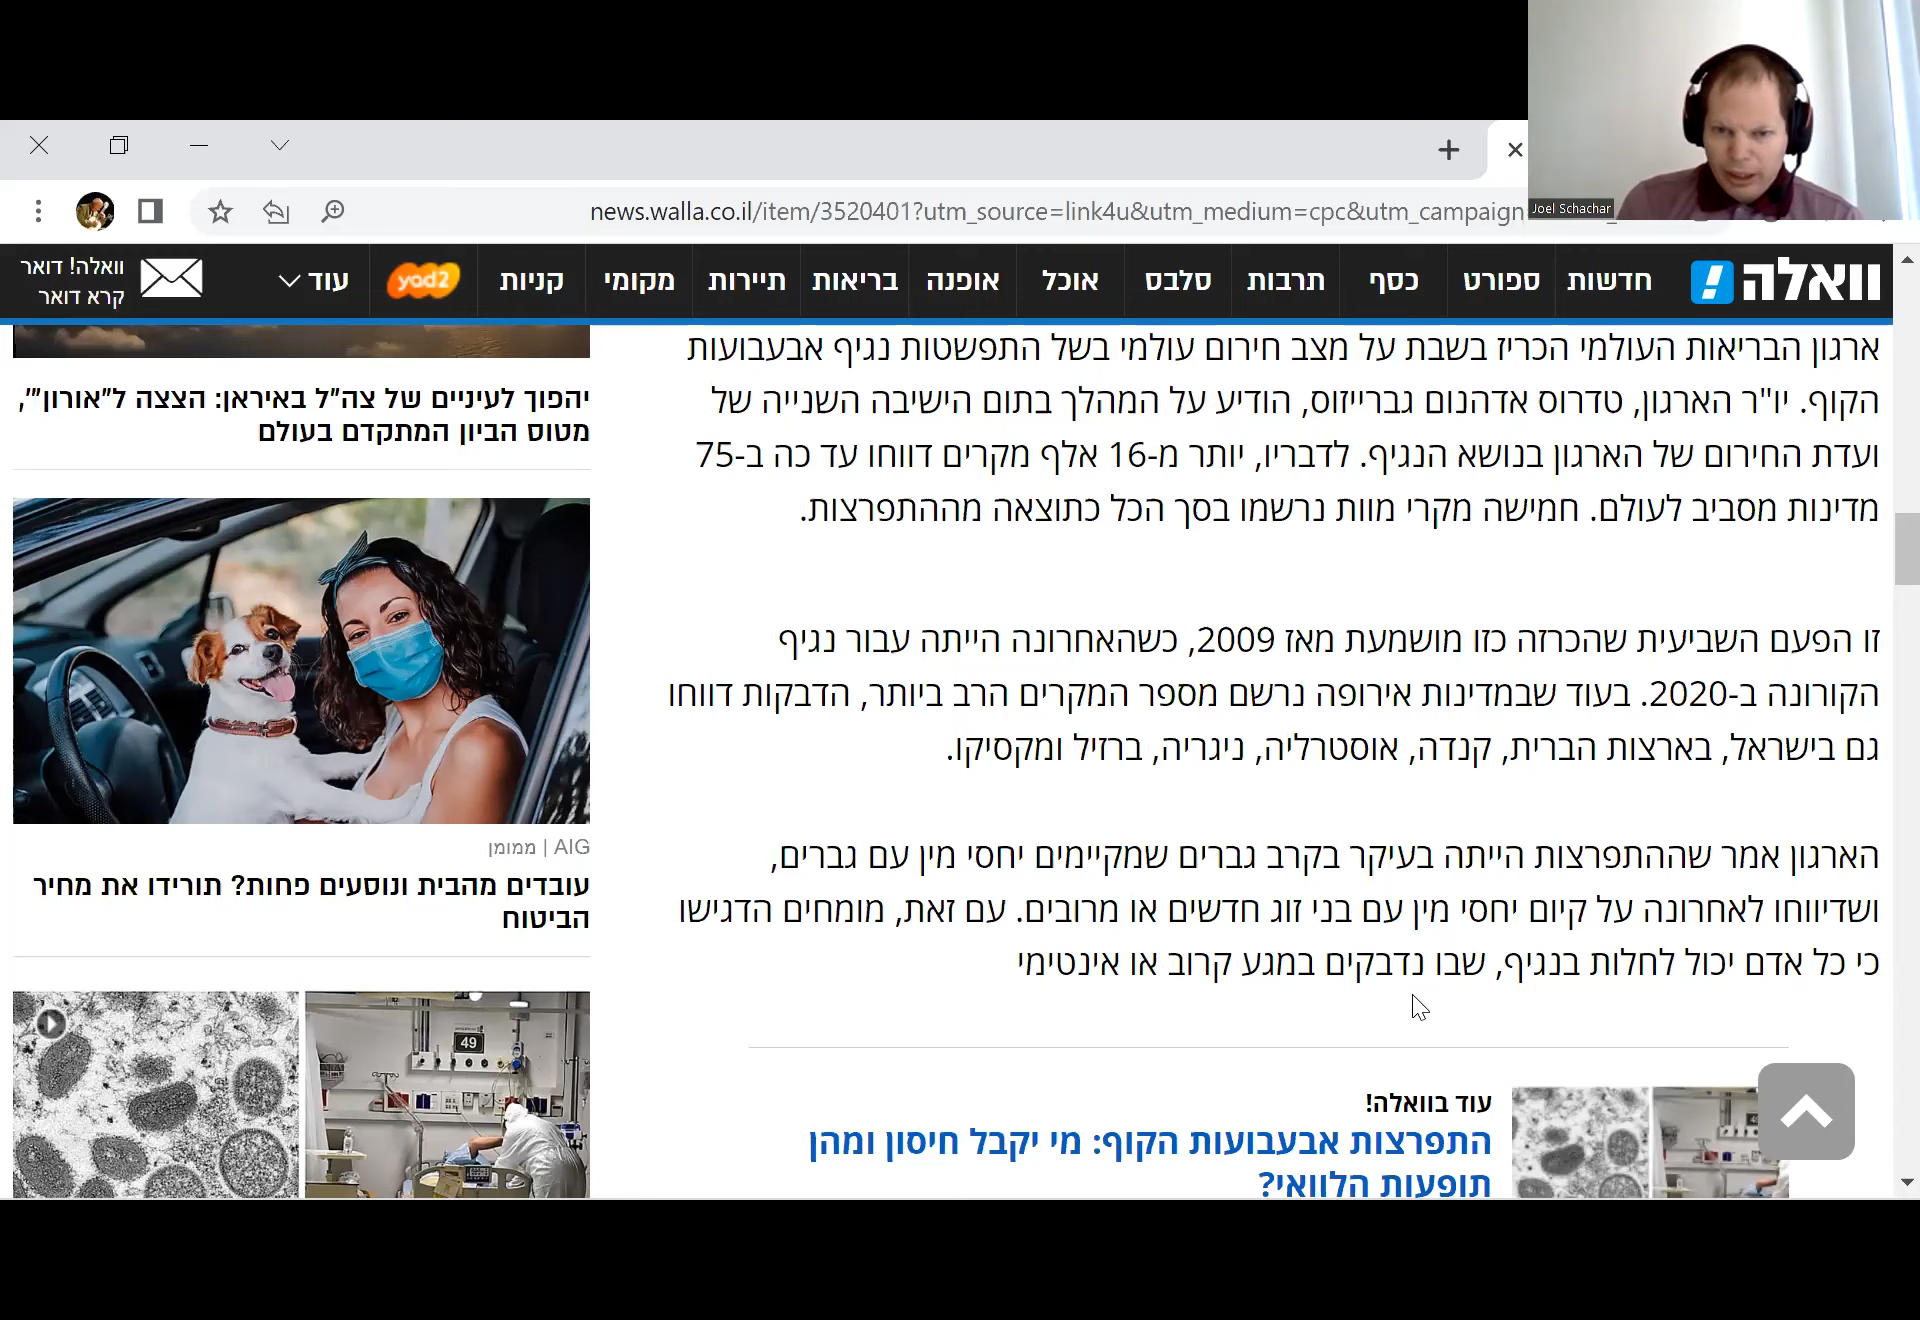 Joel Schachar
news.walla.co.il/item/3520401?utm_source=link4u&utm_medium=cpc&utm_campaign
וואלה!
חדשות
ספורט
כסף
תרבות
סלבס
אוכל
אופנה
בריאות
תיירות
מקומי
קניות
yad2
עוד
וואלה! דואר
קרא דואר
ארגון הבריאות העולמי הכריז בשבת על מצב חירום עולמי בשל התפשטות נגיף אבעבועות
הקוף. יו"ר הארגון, טדרוס אדהנום גברייזוס, הודיע על המהלך בתום הישיבה השנייה של
ועדת החירום של הארגון בנושא הנגיף. לדבריו, יותר מ-16 אלף מקרים דווחו עד כה ב-75
מדינות מסביב לעולם. חמישה מקרי מוות נרשמו בסך הכל כתוצאה מההתפרצות.
זו הפעם השביעית שהכרזה כזו מושמעת מאז 2009, כשהאחרונה הייתה עבור נגיף
הקורונה ב-2020. בעוד שבמדינות אירופה נרשם מספר המקרים הרב ביותר, הדבקות דווחו
גם בישראל, בארצות הברית, קנדה, אוסטרליה, ניגריה, ברזיל ומקסיקו.
הארגון אמר שההתפרצות הייתה בעיקר בקרב גברים שמקיימים יחסי מין עם גברים,
ושדיווחו לאחרונה על קיום יחסי מין עם בני זוג חדשים או מרובים. עם זאת, מומחים הדגישו
כי כל אדם יכול לחלות בנגיף, שבו נדבקים במגע קרוב או אינטימי
עוד בוואלה!
התפרצות אבעבועות הקוף: מי יקבל חיסון ומהן
תופעות הלוואי?
יהפוך לעיניים של צה"ל באיראן: הצצה ל"אורון",
מטוס הביון המתקדם בעולם
AIG | ממומן
עובדים מהבית ונוסעים פחות? תורידו את מחיר
הביטוח
49